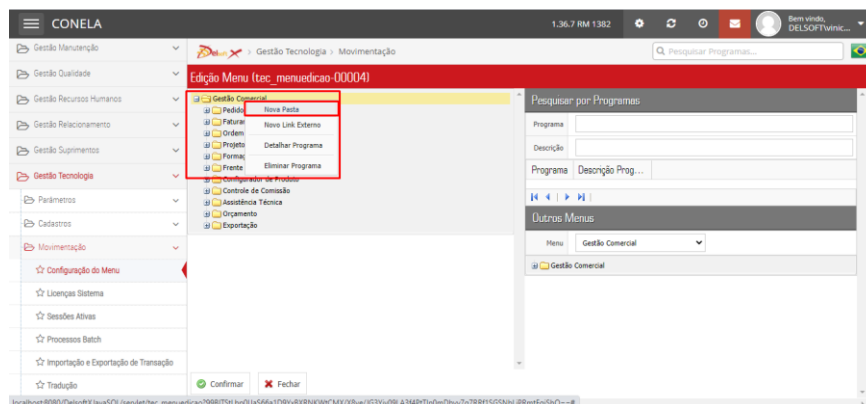 CONELA
1.36.7 RM 1382
Bem vindo,
DELSOFT\vinic...
Gestão Manutenção
Gestão Qualidade
Gestão Recursos Humanos
Gestão Relacionamento
Gestão Suprimentos
Gestão Tecnologia
Parâmetros
Cadastros
Movimentação
Configuração do Menu
Licenças Sistema
Sessões Ativas
Processos Batch
Importação e Exportação de Transação
Tradução
Gestão Tecnologia > Movimentação
Pesquisar Programas...
Edição Menu (tec_menuedicao-00004)
Gestão Comercial
Pedido
Fatura
Ordem
Projeto
Forma
Frente
Configurador de Produto
Controle de Comissão
Assistência Técnica
Orçamento
Exportação
Nova Pasta
Novo Link Externo
Detalhar Programa
Eliminar Programa
Pesquisar por Programas
Programa
Descrição
Programa Descrição Prog...
Outros Menus
Menu Gestão Comercial
Gestão Comercial
Confirmar Fechar